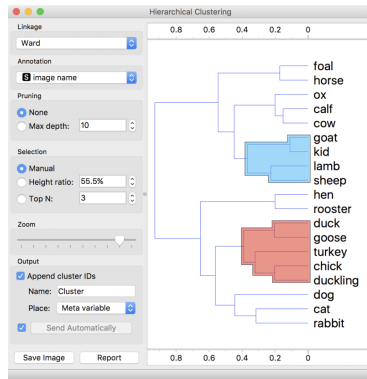 Hierarchical Clustering
Linkage
Ward
Annotation
S image name
Pruning
None
Max depth: 10
Selection
Manual
Height ratio: 55.5%
Top N: 3
Zoom
Output
Append cluster IDs
Name: Cluster
Place: Meta variable
Send Automatically
Save Image Report
0.8 0.6 0.4 0.2 0
foal
horse
ox
calf
cow
goat
kid
lamb
sheep
hen
rooster
duck
goose
turkey
chick
duckling
dog
cat
rabbit
0.8 0.6 0.4 0.2 0